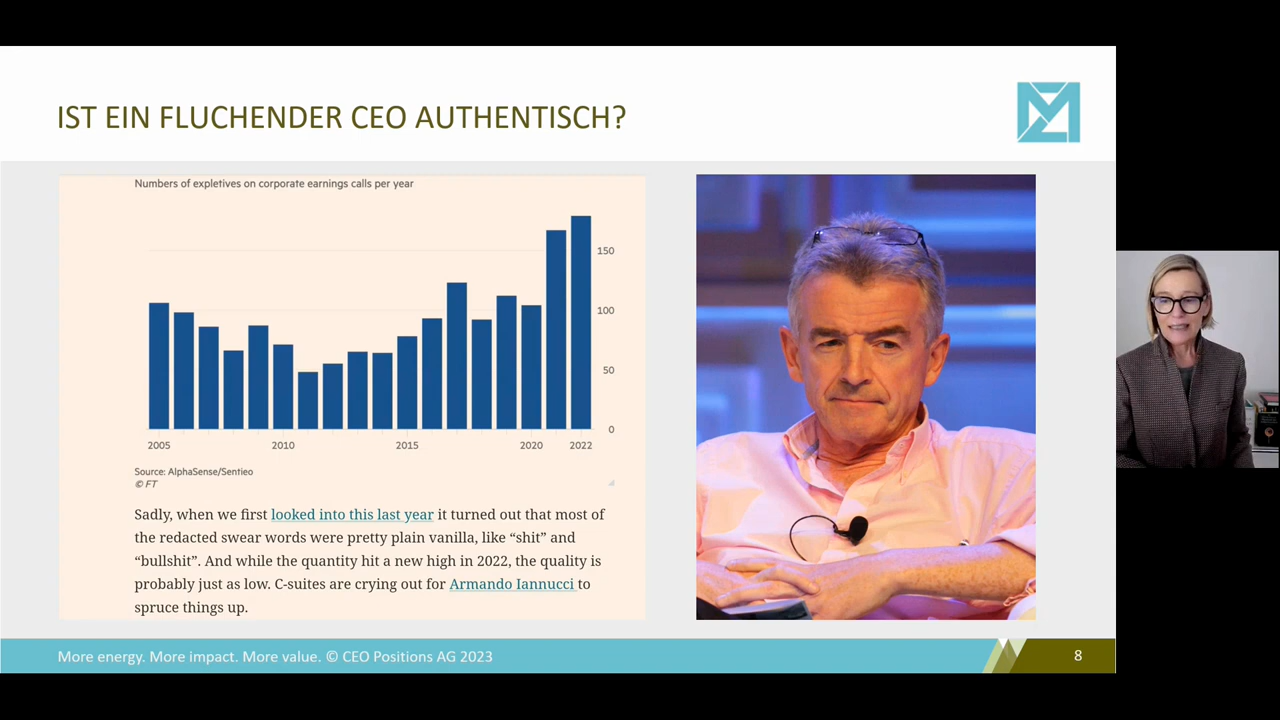 IST EIN FLUCHENDER CEO AUTHENTISCH?
Numbers of expletives on corporate earnings calls per year
150
100
50
0
2005
2010
2015
2020
2022
Source: AlphaSense/Sentieo
© FT
Sadly, when we first looked into this last year it turned out that most of
the redacted swear words were pretty plain vanilla, like “shit” and
“bullshit”. And while the quantity hit a new high in 2022, the quality is
probably just as low. C-suites are crying out for Armando Iannucci to
spruce things up.
More energy. More impact. More value. © CEO Positions AG 2023
8